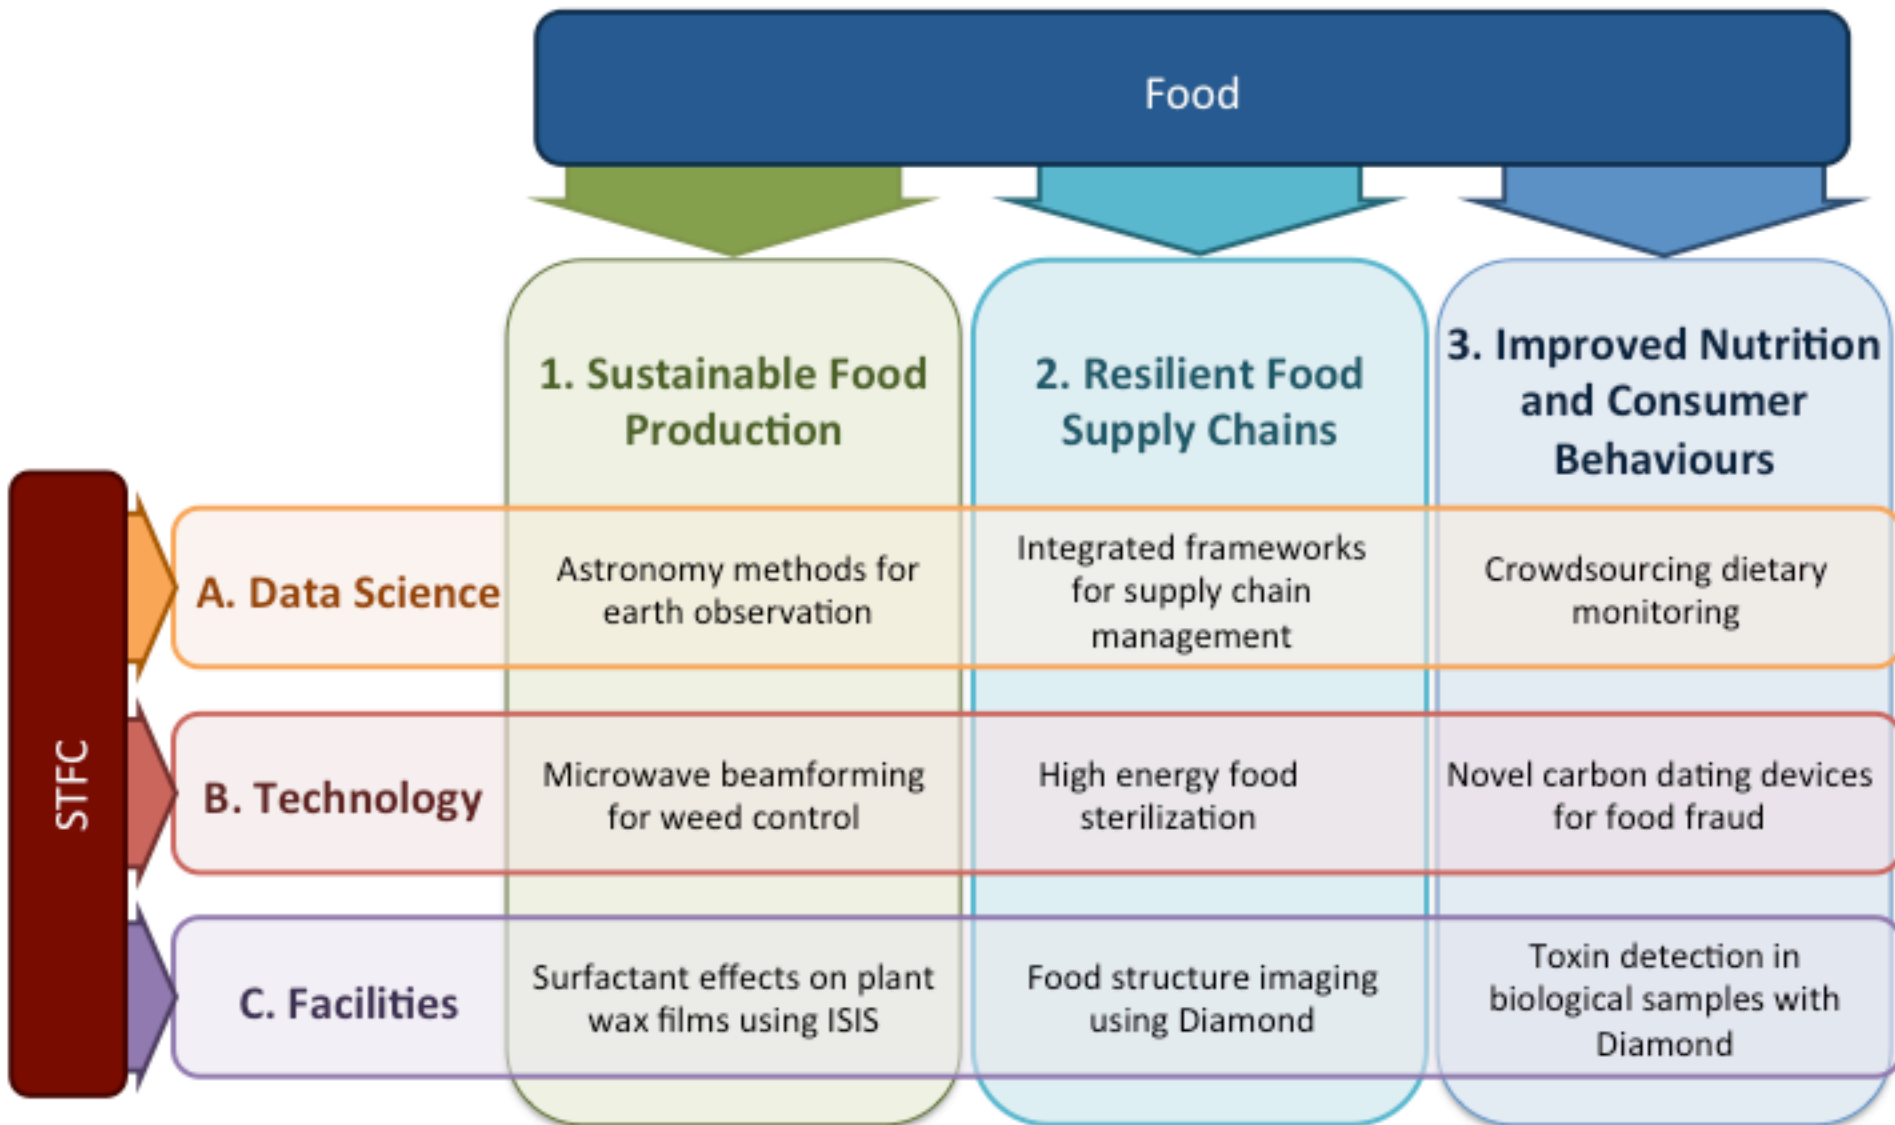 Food
1. Sustainable Food
Production
2. Resilient Food
Supply Chains
3. Improved Nutrition
and Consumer
Behaviours
STFC
A. Data Science
Astronomy methods for
earth observation
Integrated frameworks
for supply chain
management
Crowdsourcing dietary
monitoring
B. Technology
Microwave beamforming
for weed control
High energy food
sterilization
Novel carbon dating devices
for food fraud
C. Facilities
Surfactant effects on plant
wax films using ISIS
Food structure imaging
using Diamond
Toxin detection in
biological samples with
Diamond